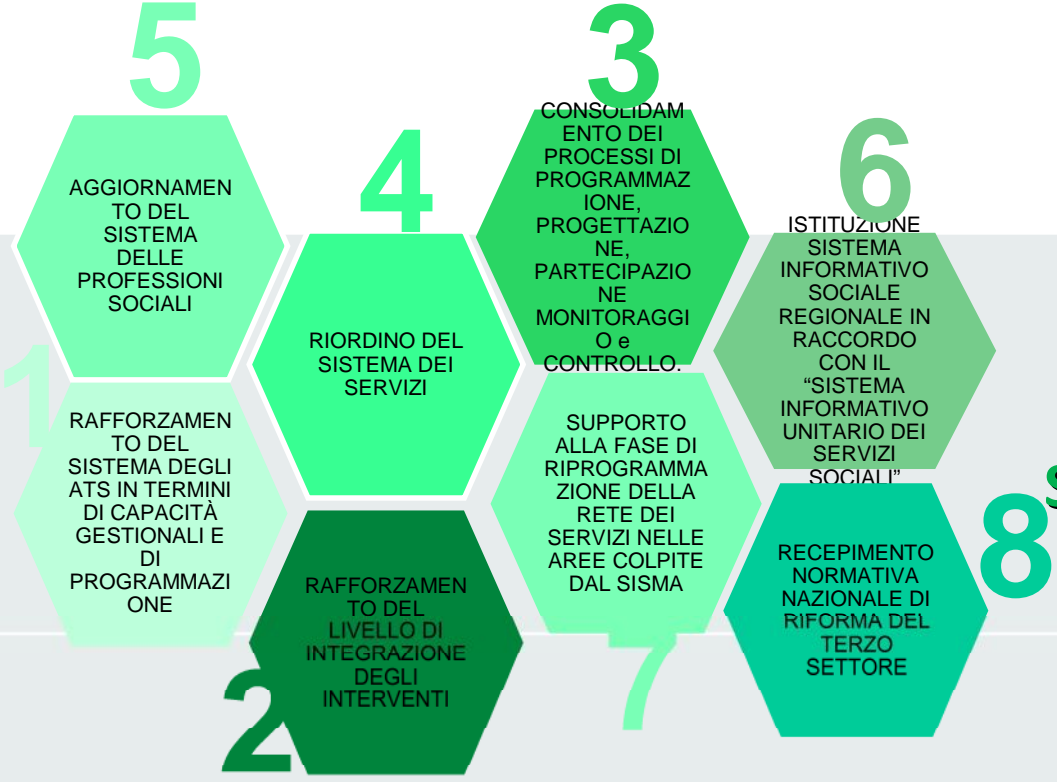 5
AGGIORNAMEN
TO DEL
SISTEMA
DELLE
PROFESSIONI
SOCIALI
4
RIORDINO DEL
SISTEMA DEI
SERVIZI
3
CONSOLIDAM
ENTO DEI
PROCESSI DI
PROGRAMMAZ
IONE,
PROGETTAZIO
NE,
PARTECIPAZIO
NE
MONITORAGGI
O e
CONTROLLO.
6
ISTITUZIONE
SISTEMA
INFORMATIVO
SOCIALE
REGIONALE IN
RACCORDO
CON IL
“SISTEMA
INFORMATIVO
UNITARIO DEI
SERVIZI
SOCIALI”
1
RAFFORZAMEN
TO DEL
SISTEMA DEGLI
ATS IN TERMINI
DI CAPACITÀ
GESTIONALI E
DI
PROGRAMMAZI
ONE
2
RAFFORZAMEN
TO DEL
LIVELLO DI
INTEGRAZIONE
DEGLI
INTERVENTI
SUPPORTO
ALLA FASE DI
RIPROGRAMMA
ZIONE DELLA
RETE DEI
SERVIZI NELLE
AREE COLPITE
DAL SISMA
7
8
RECEPIMENTO
NORMATIVA
NAZIONALE DI
RIFORMA DEL
TERZO
SETTORE